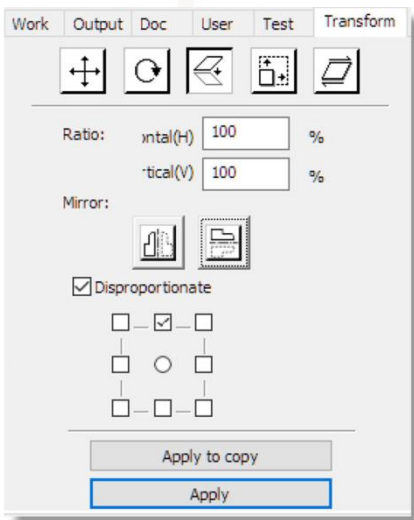 Work Output Doc User Test Transform
Ratio: ontal(H) 100 %
tical(V) 100 %
Mirror:
Disproportionate
Apply to copy
Apply